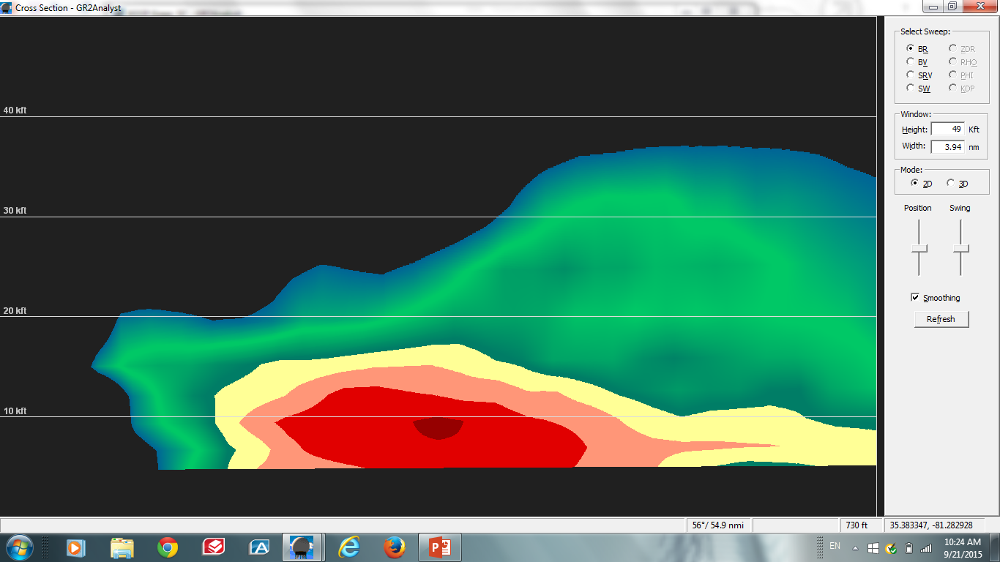 Cross Section - GR2Analyst
40 kft
30 kft
20 kft
10 kft
Select Sweep:
BR ZDR
BV RHO
SRV PHI
SW KDP
Window:
Height: 49 Kft
Width: 3.94 nm
Mode:
2D 3D
Position Swing
Smoothing
Refresh
56°/ 54.9 nmi 730 ft 35.383347, -81.282928
EN 10:24 AM
9/21/2015